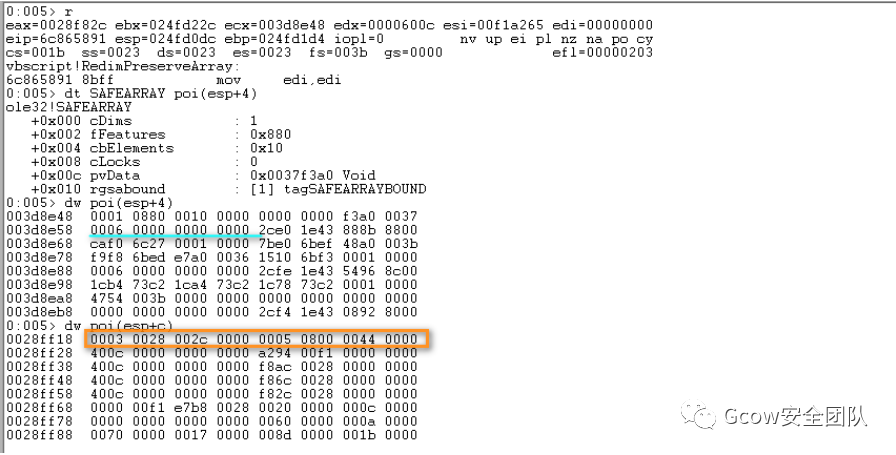 0:005> r
eax=0028f82c ebx=024fd22c ecx=003d8e48 edx=0000600c esi=00f1a265 edi=00000000
eip=6c865891 esp=024fd0dc ebp=024fd1d4 iopl=0         nv up ei pl nz na po cy
cs=001b  ss=0023  ds=0023  es=0023  fs=003b  gs=0000             efl=00000203
vbscript!RedimPreserveArray:
6c865891 8bff            mov     edi,edi
0:005> dt SAFEARRAY poi(esp+4)
ole32!SAFEARRAY
   +0x000 cDims            : 1
   +0x002 fFeatures        : 0x880
   +0x004 cbElements       : 0x10
   +0x008 cLocks           : 0
   +0x00c pvData           : 0x0037f3a0 Void
   +0x010 rgsabound        : [1] tagSAFEARRAYBOUND
0:005> dw poi(esp+4)
003d8e48  0001 0880 0010 0000 0000 0000 f3a0 0037
003d8e58  0006 0000 0000 0000 2ce0 1e43 888b 8800
003d8e68  caf0 6c27 0001 0000 7be0 6bef 48a0 003b
003d8e78  f9f8 6bed e7a0 0036 1510 6bf3 0001 0000
003d8e88  0006 0000 0000 0000 2cfe 1e43 5496 8c00
003d8e98  1cb4 73c2 1ca4 73c2 1c78 73c2 0001 0000
003d8ea8  4754 003b 0000 0000 0000 0000 0000 0000
003d8eb8  0000 0000 0000 0000 2cf4 1e43 0892 8000
0:005> dw poi(esp+c)
0028ff18  0003 0028 002c 0000 0005 0800 0044 0000
0028ff28  400c 0000 0000 0000 a294 00f1 0000 0000
0028ff38  400c 0000 0000 0000 f8ac 0028 0000 0000
0028ff48  400c 0000 0000 0000 f86c 0028 0000 0000
0028ff58  400c 0000 0000 0000 f82c 0028 0000 0000
0028ff68  0000 00f1 e7b8 0028 0020 0000 000c 0000
0028ff78  0000 0000 0000 0000 0060 0000 000a 0000
0028ff88  0070 0000 0017 0000 008d 0000 001b 0000
Gcow安全团队